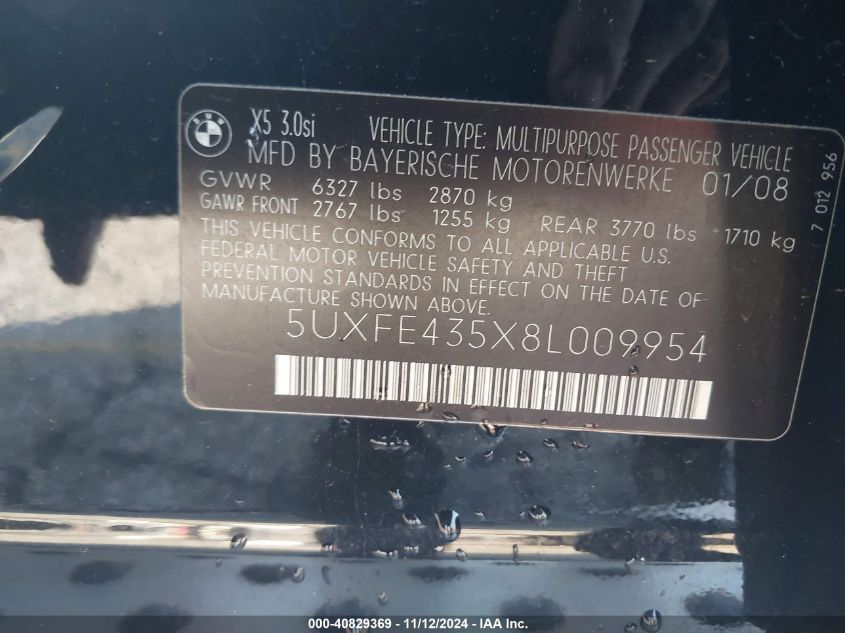 BMW
X5 3.0si VEHICLE TYPE: MULTIPURPOSE PASSENGER VEHICLE
MFD BY BAYERISCHE MOTORENWERKE 01/08
GVWR 6327 lbs 2870 kg
GAWR FRONT 2767 lbs 1255 kg REAR 3770 lbs 1710 kg
THIS VEHICLE CONFORMS TO ALL APPLICABLE U.S.
FEDERAL MOTOR VEHICLE SAFETY AND THEFT
PREVENTION STANDARDS IN EFFECT ON THE DATE OF
MANUFACTURE SHOWN ABOVE.
5UXFE435X8L009954
7 012 956
000-40829369 - 11/12/2024 - IAAI.COM